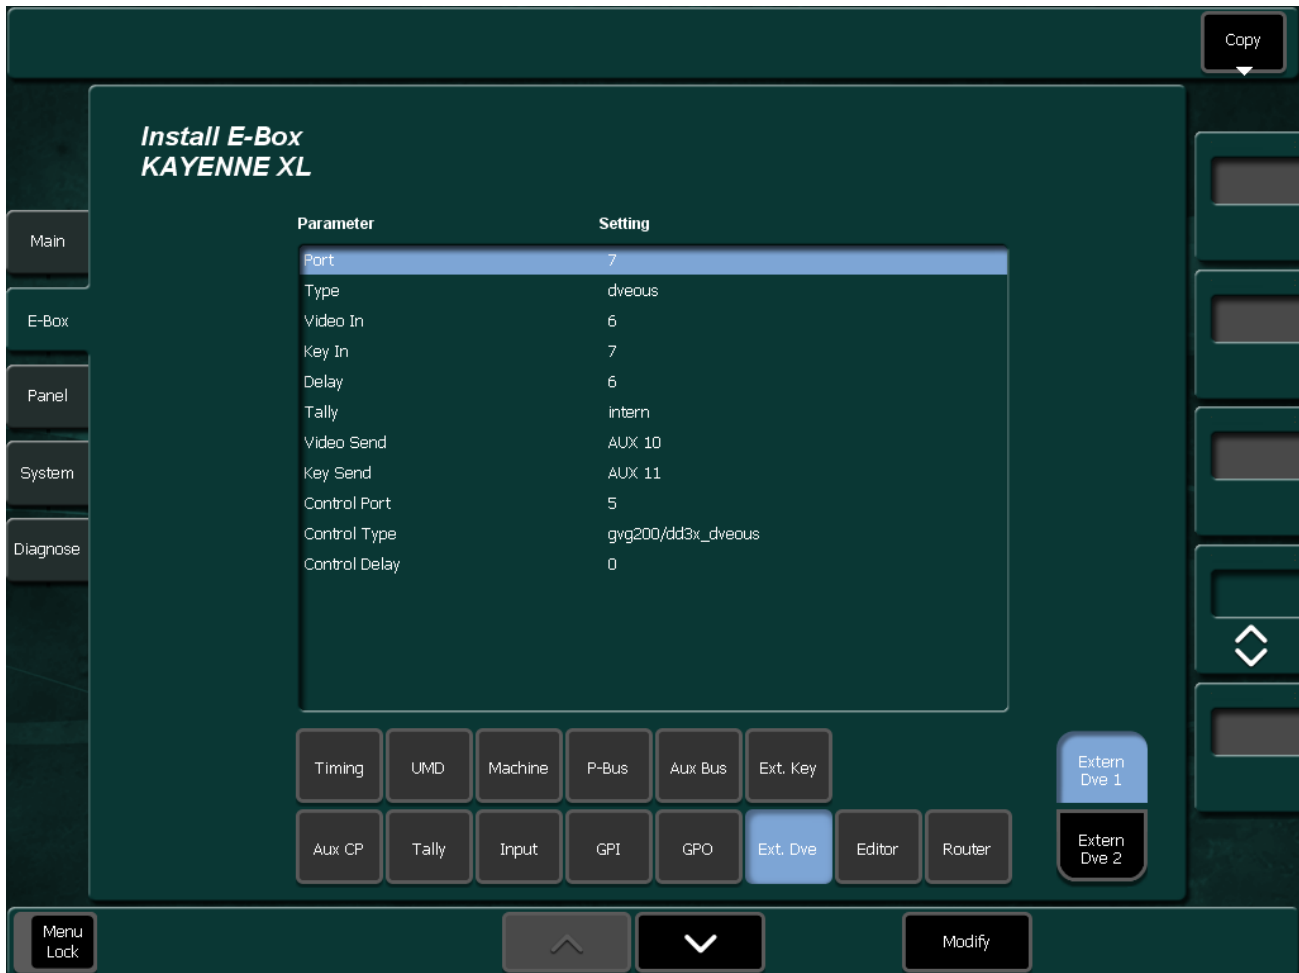 Copy
Install E-Box
KAYENNE XL
Parameter Setting
Port 7
Type dveous
Video In 6
Key In 7
Delay 6
Tally intern
Video Send AUX 10
Key Send AUX 11
Control Port 5
Control Type gvg200/dd3x_dveous
Control Delay 0
Main
E-Box
Panel
System
Diagnose
Timing UMD Machine P-Bus Aux Bus Ext. Key
Extern
Dve 1
Aux CP Tally Input GPI GPO Ext. Dve Editor Router
Extern
Dve 2
Menu
Lock
Modify